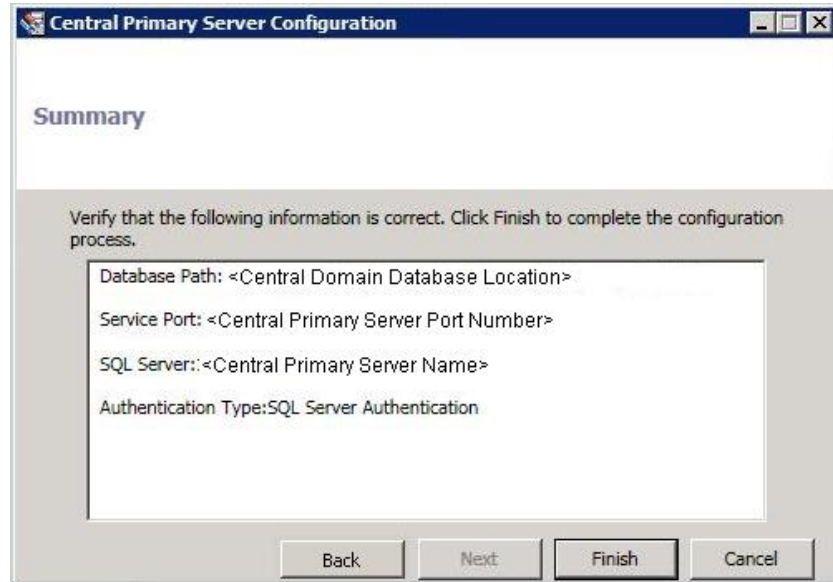 Central Primary Server Configuration
Summary
Verify that the following information is correct. Click Finish to complete the configuration
process.
Database Path: <Central Domain Database Location>
Service Port: <Central Primary Server Port Number>
SQL Server::<Central Primary Server Name>
Authentication Type:SQL Server Authentication
Back Next Finish Cancel